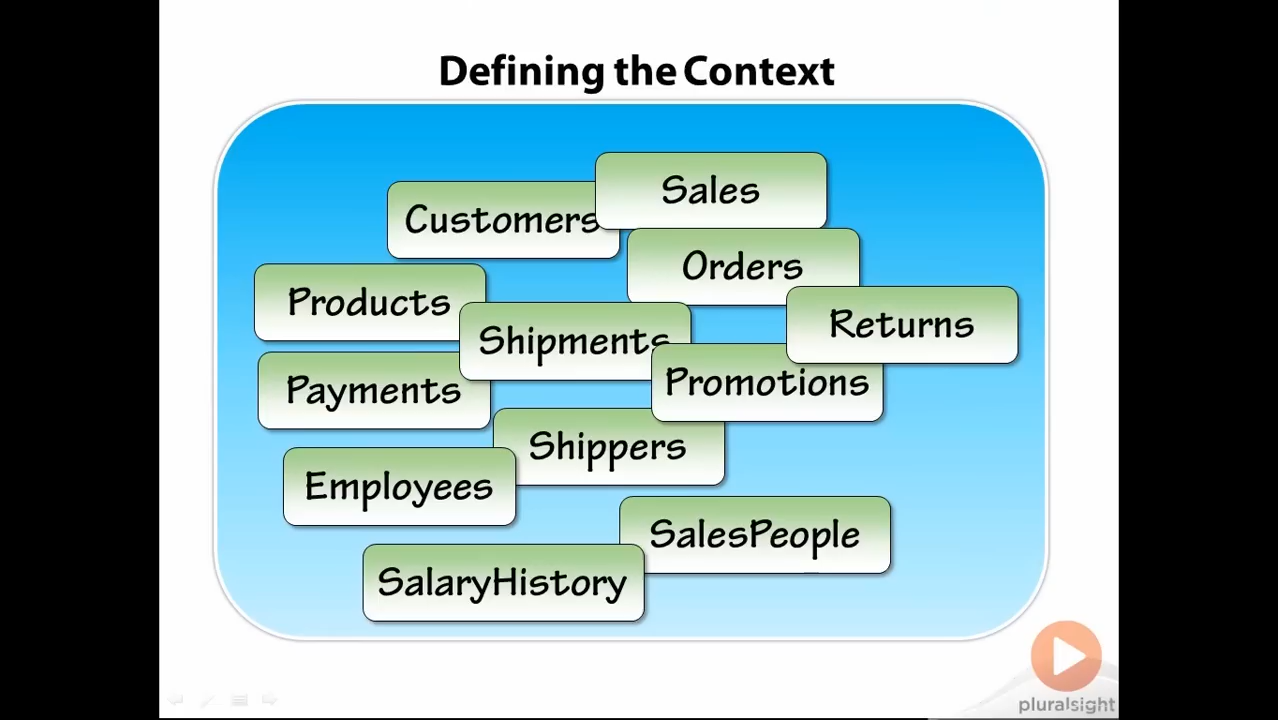 Defining the Context
Sales
Customers
Orders
Products
Returns
Shipments
Promotions
Payments
Shippers
Employees
SalesPeople
SalaryHistory
pluralsight